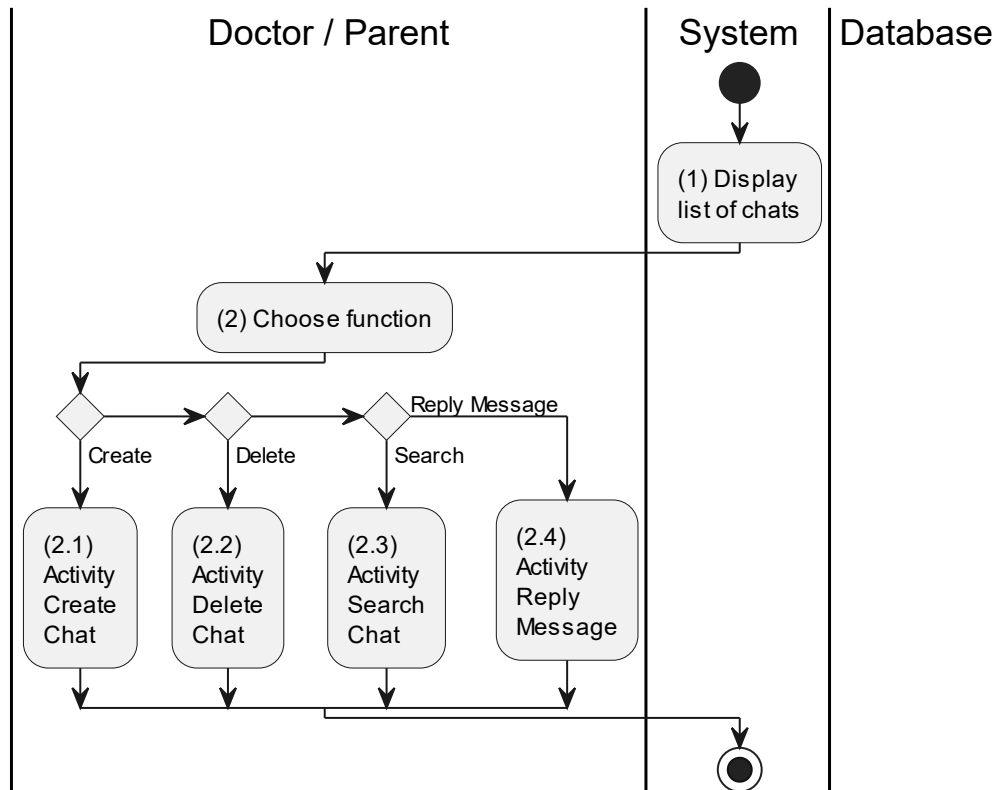 Doctor / Parent
System
Database
(1) Display
list of chats
(2) Choose function
Reply Message
Create
Delete
Search
(2.1)
Activity
Create
Chat
(2.2)
Activity
Delete
Chat
(2.3)
Activity
Search
Chat
(2.4)
Activity
Reply
Message